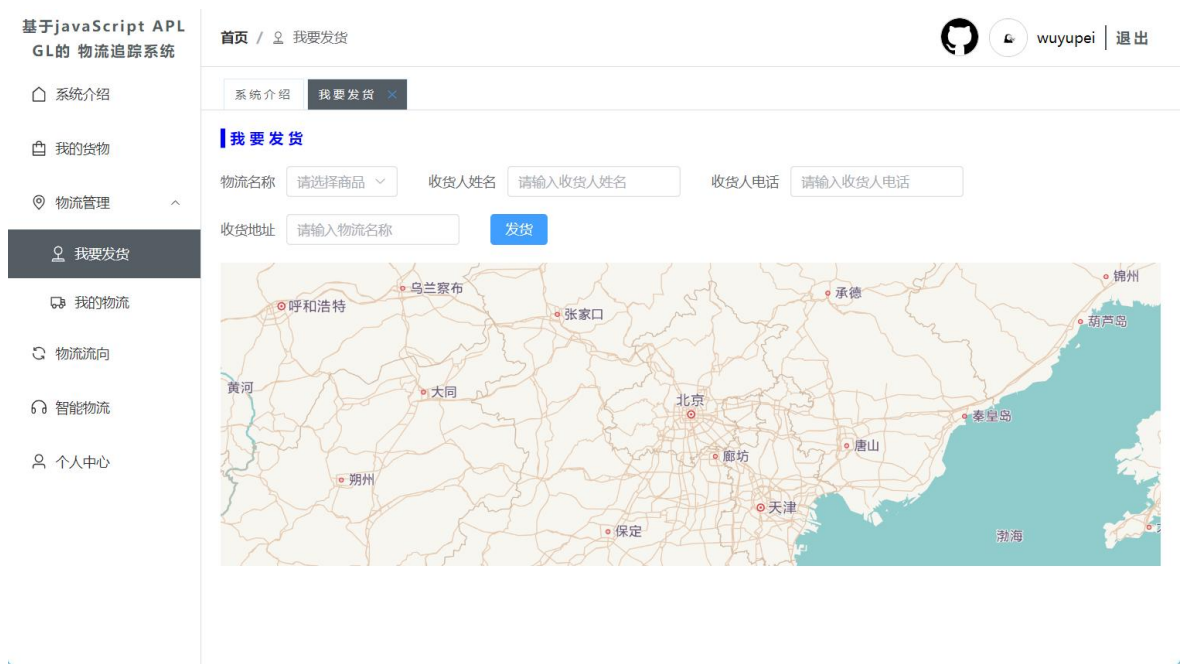 基于javaScript APL
GL的 物流追踪系统
首页 / 我要发货
wuyupei
退出
系统介绍
我的货物
物流管理
我要发货
我的物流
物流流向
智能物流
个人中心
系统介绍 我要发货 ×
我要发货
物流名称 请选择商品 收货人姓名 请输入收货人姓名 收货人电话 请输入收货人电话
收货地址 请输入物流名称 发货
锦州
乌兰察布
承德
呼和浩特
张家口
葫芦岛
黄河
大同
北京
秦皇岛
唐山
廊坊
朔州
天津
保定
渤海